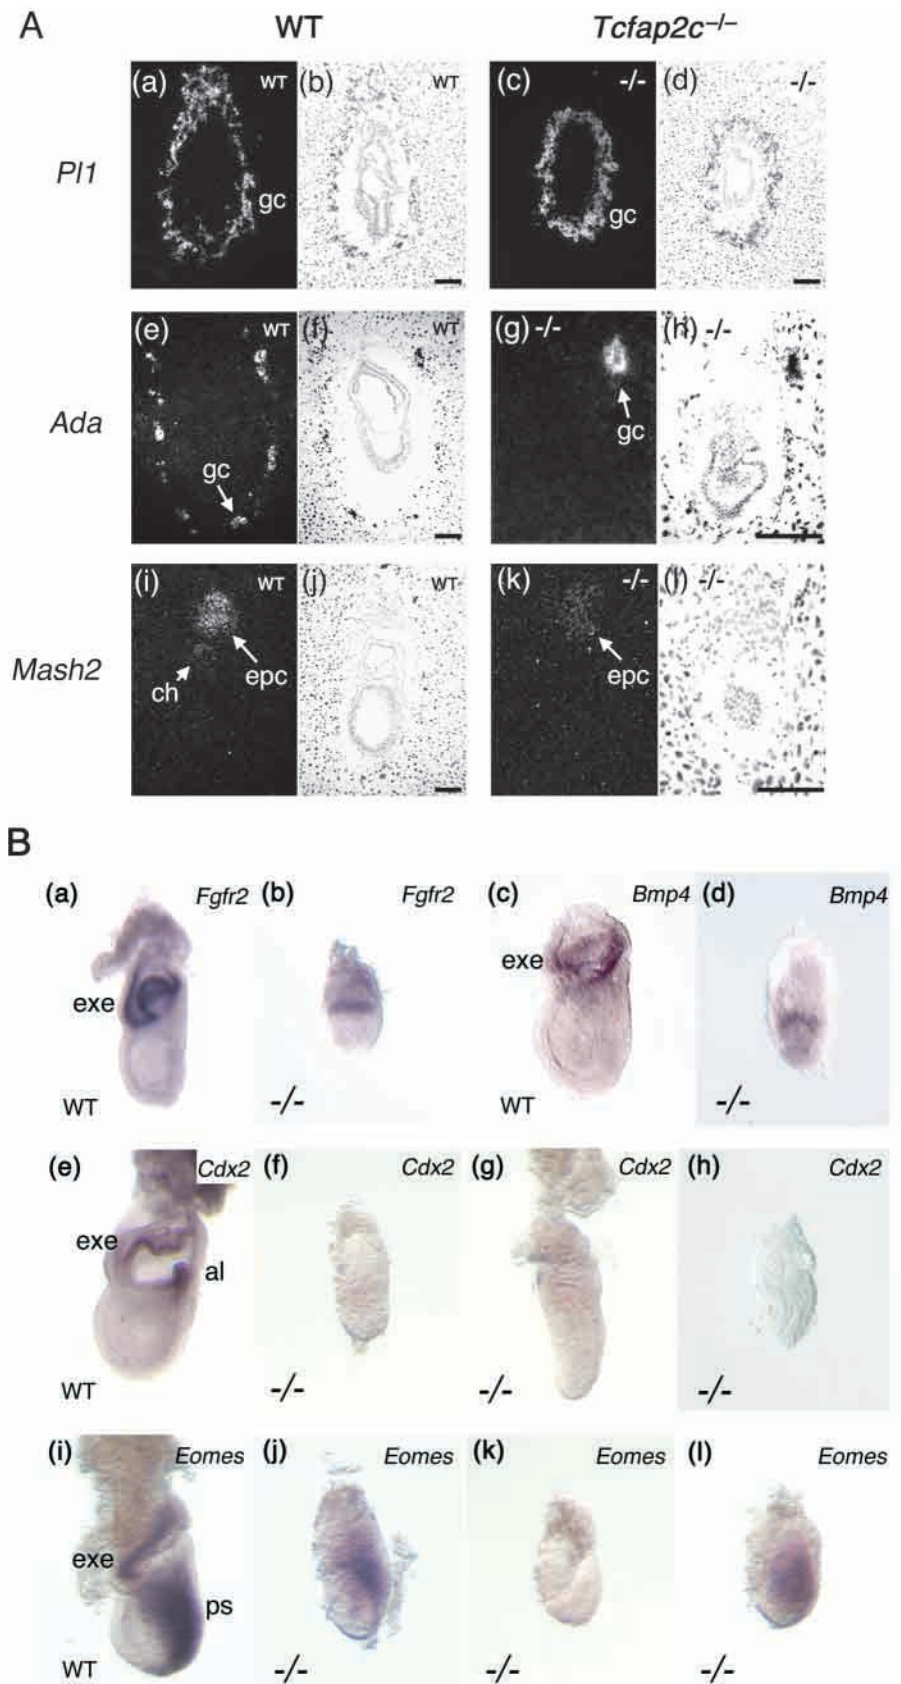 A WT Tcfap2c–/–
(a) WT (b) WT (c) -/- (d) -/-
Pl1
gc gc
(e) WT (f) WT (g) -/- (h) -/-
Ada
gc gc
(i) WT (j) WT (k) -/- (l) -/-
Mash2
ch epc epc
B
(a) Fgfr2 (b) Fgfr2 (c) Bmp4 (d) Bmp4
exe exe
WT -/- WT -/-
(e) Cdx2 (f) Cdx2 (g) Cdx2 (h) Cdx2
exe al
WT -/- -/- -/-
(i) Eomes (j) Eomes (k) Eomes (l) Eomes
exe ps
WT -/- -/- -/-